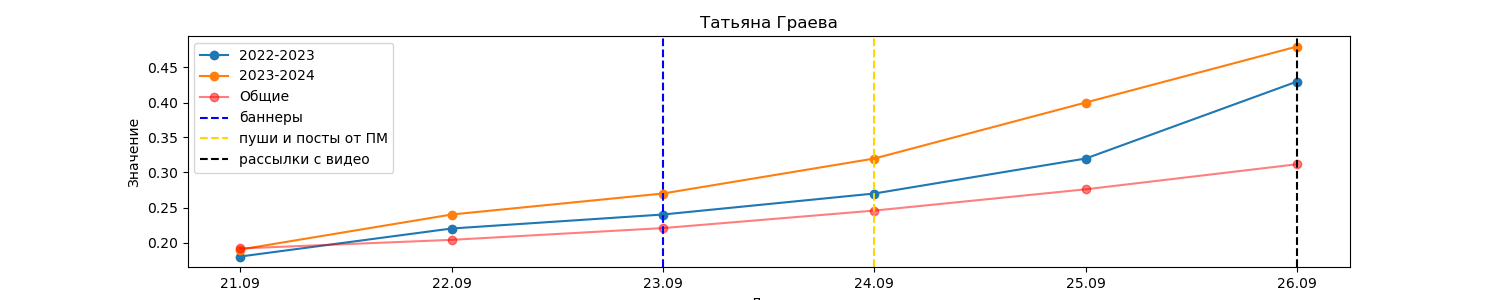 Татьяна Граева
2022-2023
2023-2024
Общие
баннеры
пуши и посты от ПМ
рассылки с видео
Значение
0.45
0.40
0.35
0.30
0.25
0.20
21.09
22.09
23.09
24.09
25.09
26.09